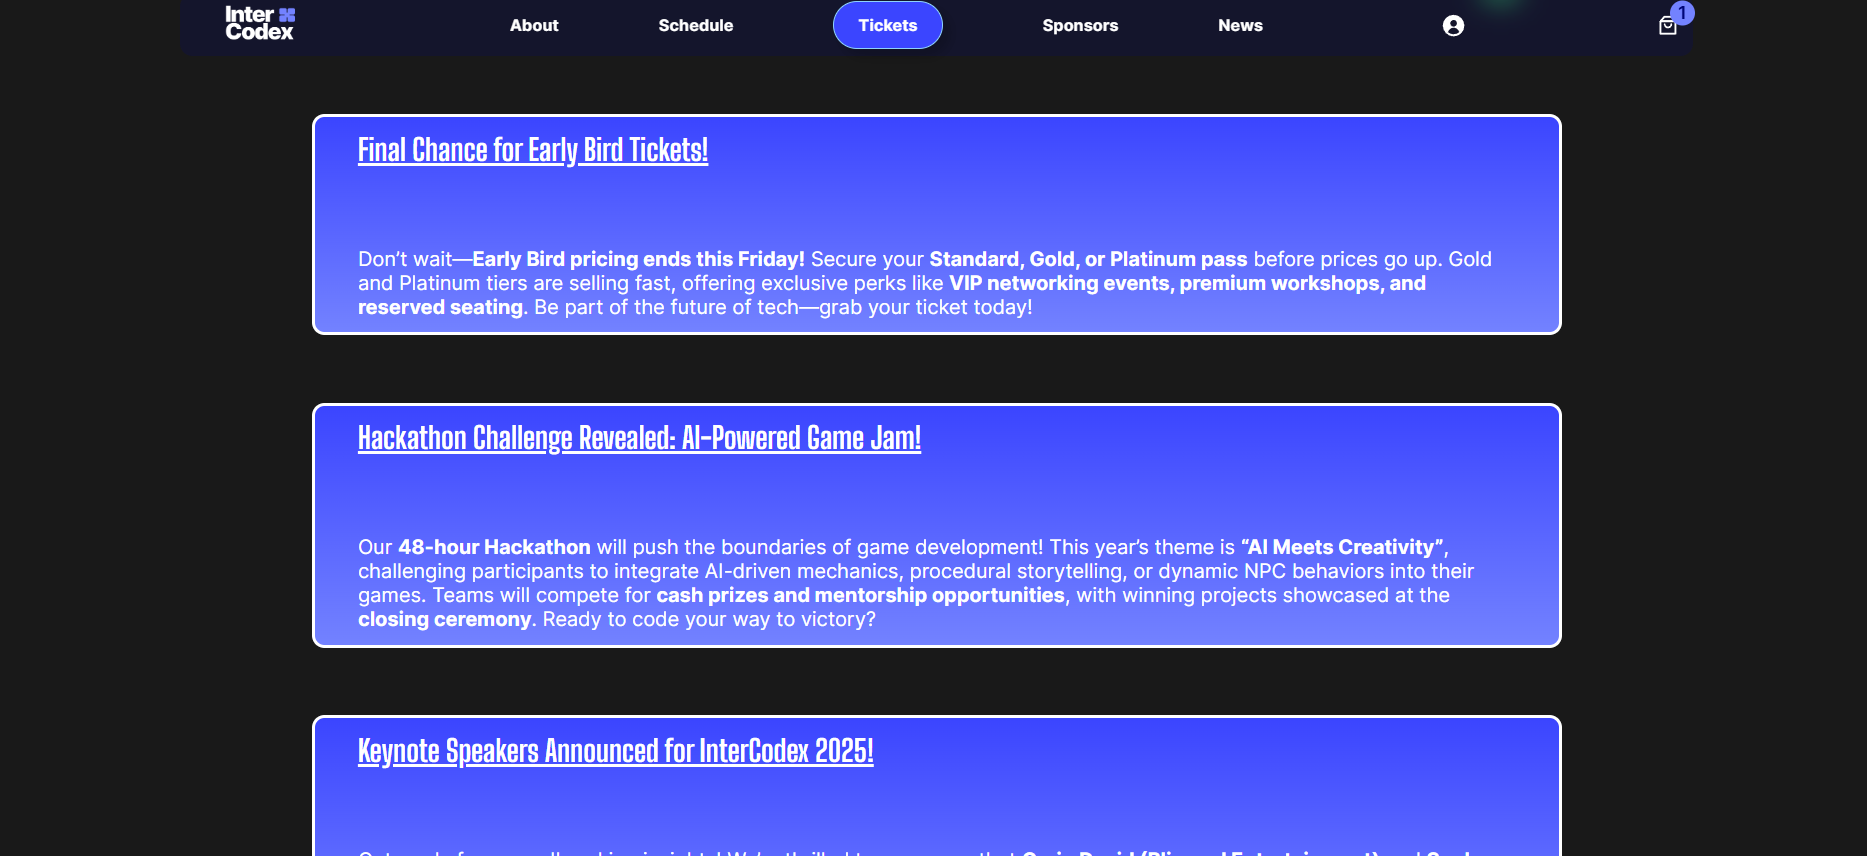 Inter
Codex
About
Schedule
Tickets
Sponsors
News
1
Final Chance for Early Bird Tickets!
Don’t wait—Early Bird pricing ends this Friday! Secure your Standard, Gold, or Platinum pass before prices go up. Gold
and Platinum tiers are selling fast, offering exclusive perks like VIP networking events, premium workshops, and
reserved seating. Be part of the future of tech—grab your ticket today!
Hackathon Challenge Revealed: AI-Powered Game Jam!
Our 48-hour Hackathon will push the boundaries of game development! This year’s theme is “AI Meets Creativity”,
challenging participants to integrate AI-driven mechanics, procedural storytelling, or dynamic NPC behaviors into their
games. Teams will compete for cash prizes and mentorship opportunities, with winning projects showcased at the
closing ceremony. Ready to code your way to victory?
Keynote Speakers Announced for InterCodex 2025!